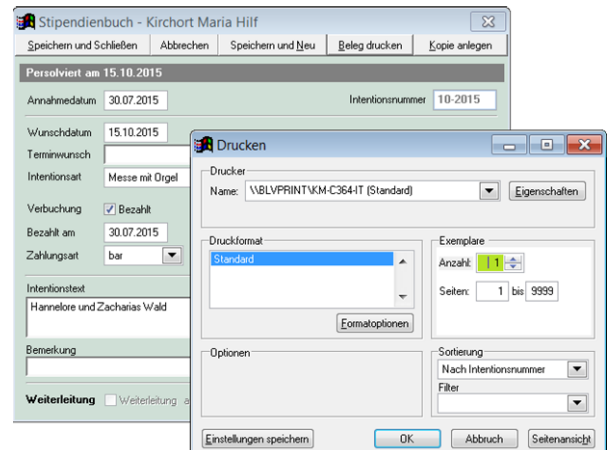 Stipendienbuch - Kirchort Maria Hilf
Speichern und Schließen Abbrechen Speichern und Neu Beleg drucken Kopie anlegen
Persolviert am 15.10.2015
Annahmedatum 30.07.2015 Intentionsnummer 10-2015
Wunschdatum 15.10.2015
Terminwunsch
Intentionsart Messe mit Orgel
Verbuchung Bezahlt
Bezahlt am 30.07.2015
Zahlungsart bar
Intentionstext
Hannelore und Zacharias Wald
Bemerkung
Weiterleitung Weiterleitung a
Drucken
Drucker
Name: \\BLVPRINT\KM-C364-IT (Standard) Eigenschaften
Druckformat
Standard
Formatoptionen
Exemplare
Anzahl: 1
Seiten: 1 bis 9999
Optionen
Sortierung
Nach Intentionsnummer
Filter
Einstellungen speichern OK Abbruch Seitenansicht